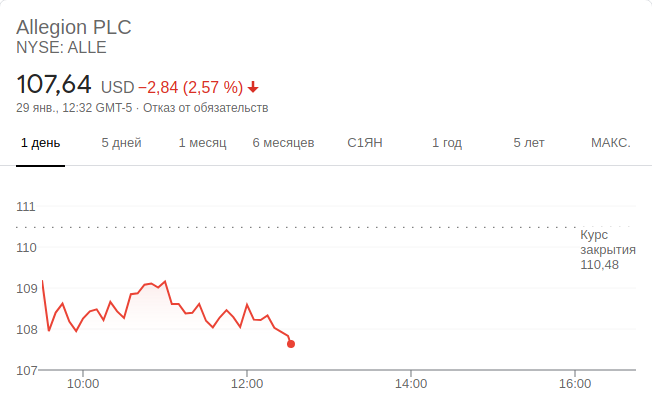 Allegion PLC
NYSE: ALLE
107,64 USD −2,84 (2,57 %)
29 янв., 12:32 GMT-5 · Отказ от обязательств
1 день 5 дней 1 месяц 6 месяцев С1ЯН 1 год 5 лет МАКС.
111
Курс
110 закрытия
110,48
109
108
107
10:00 12:00 14:00 16:00